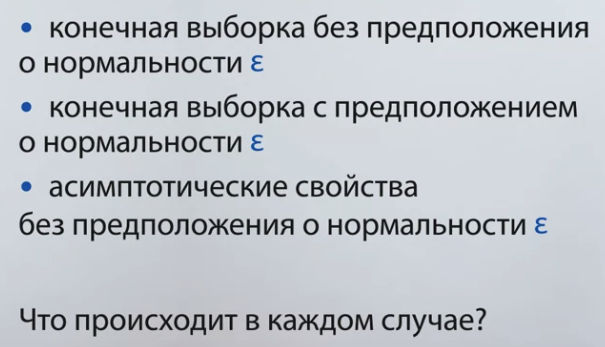 • конечная выборка без предположения
о нормальности ε
• конечная выборка с предположением
о нормальности ε
• асимптотические свойства
без предположения о нормальности ε
Что происходит в каждом случае?